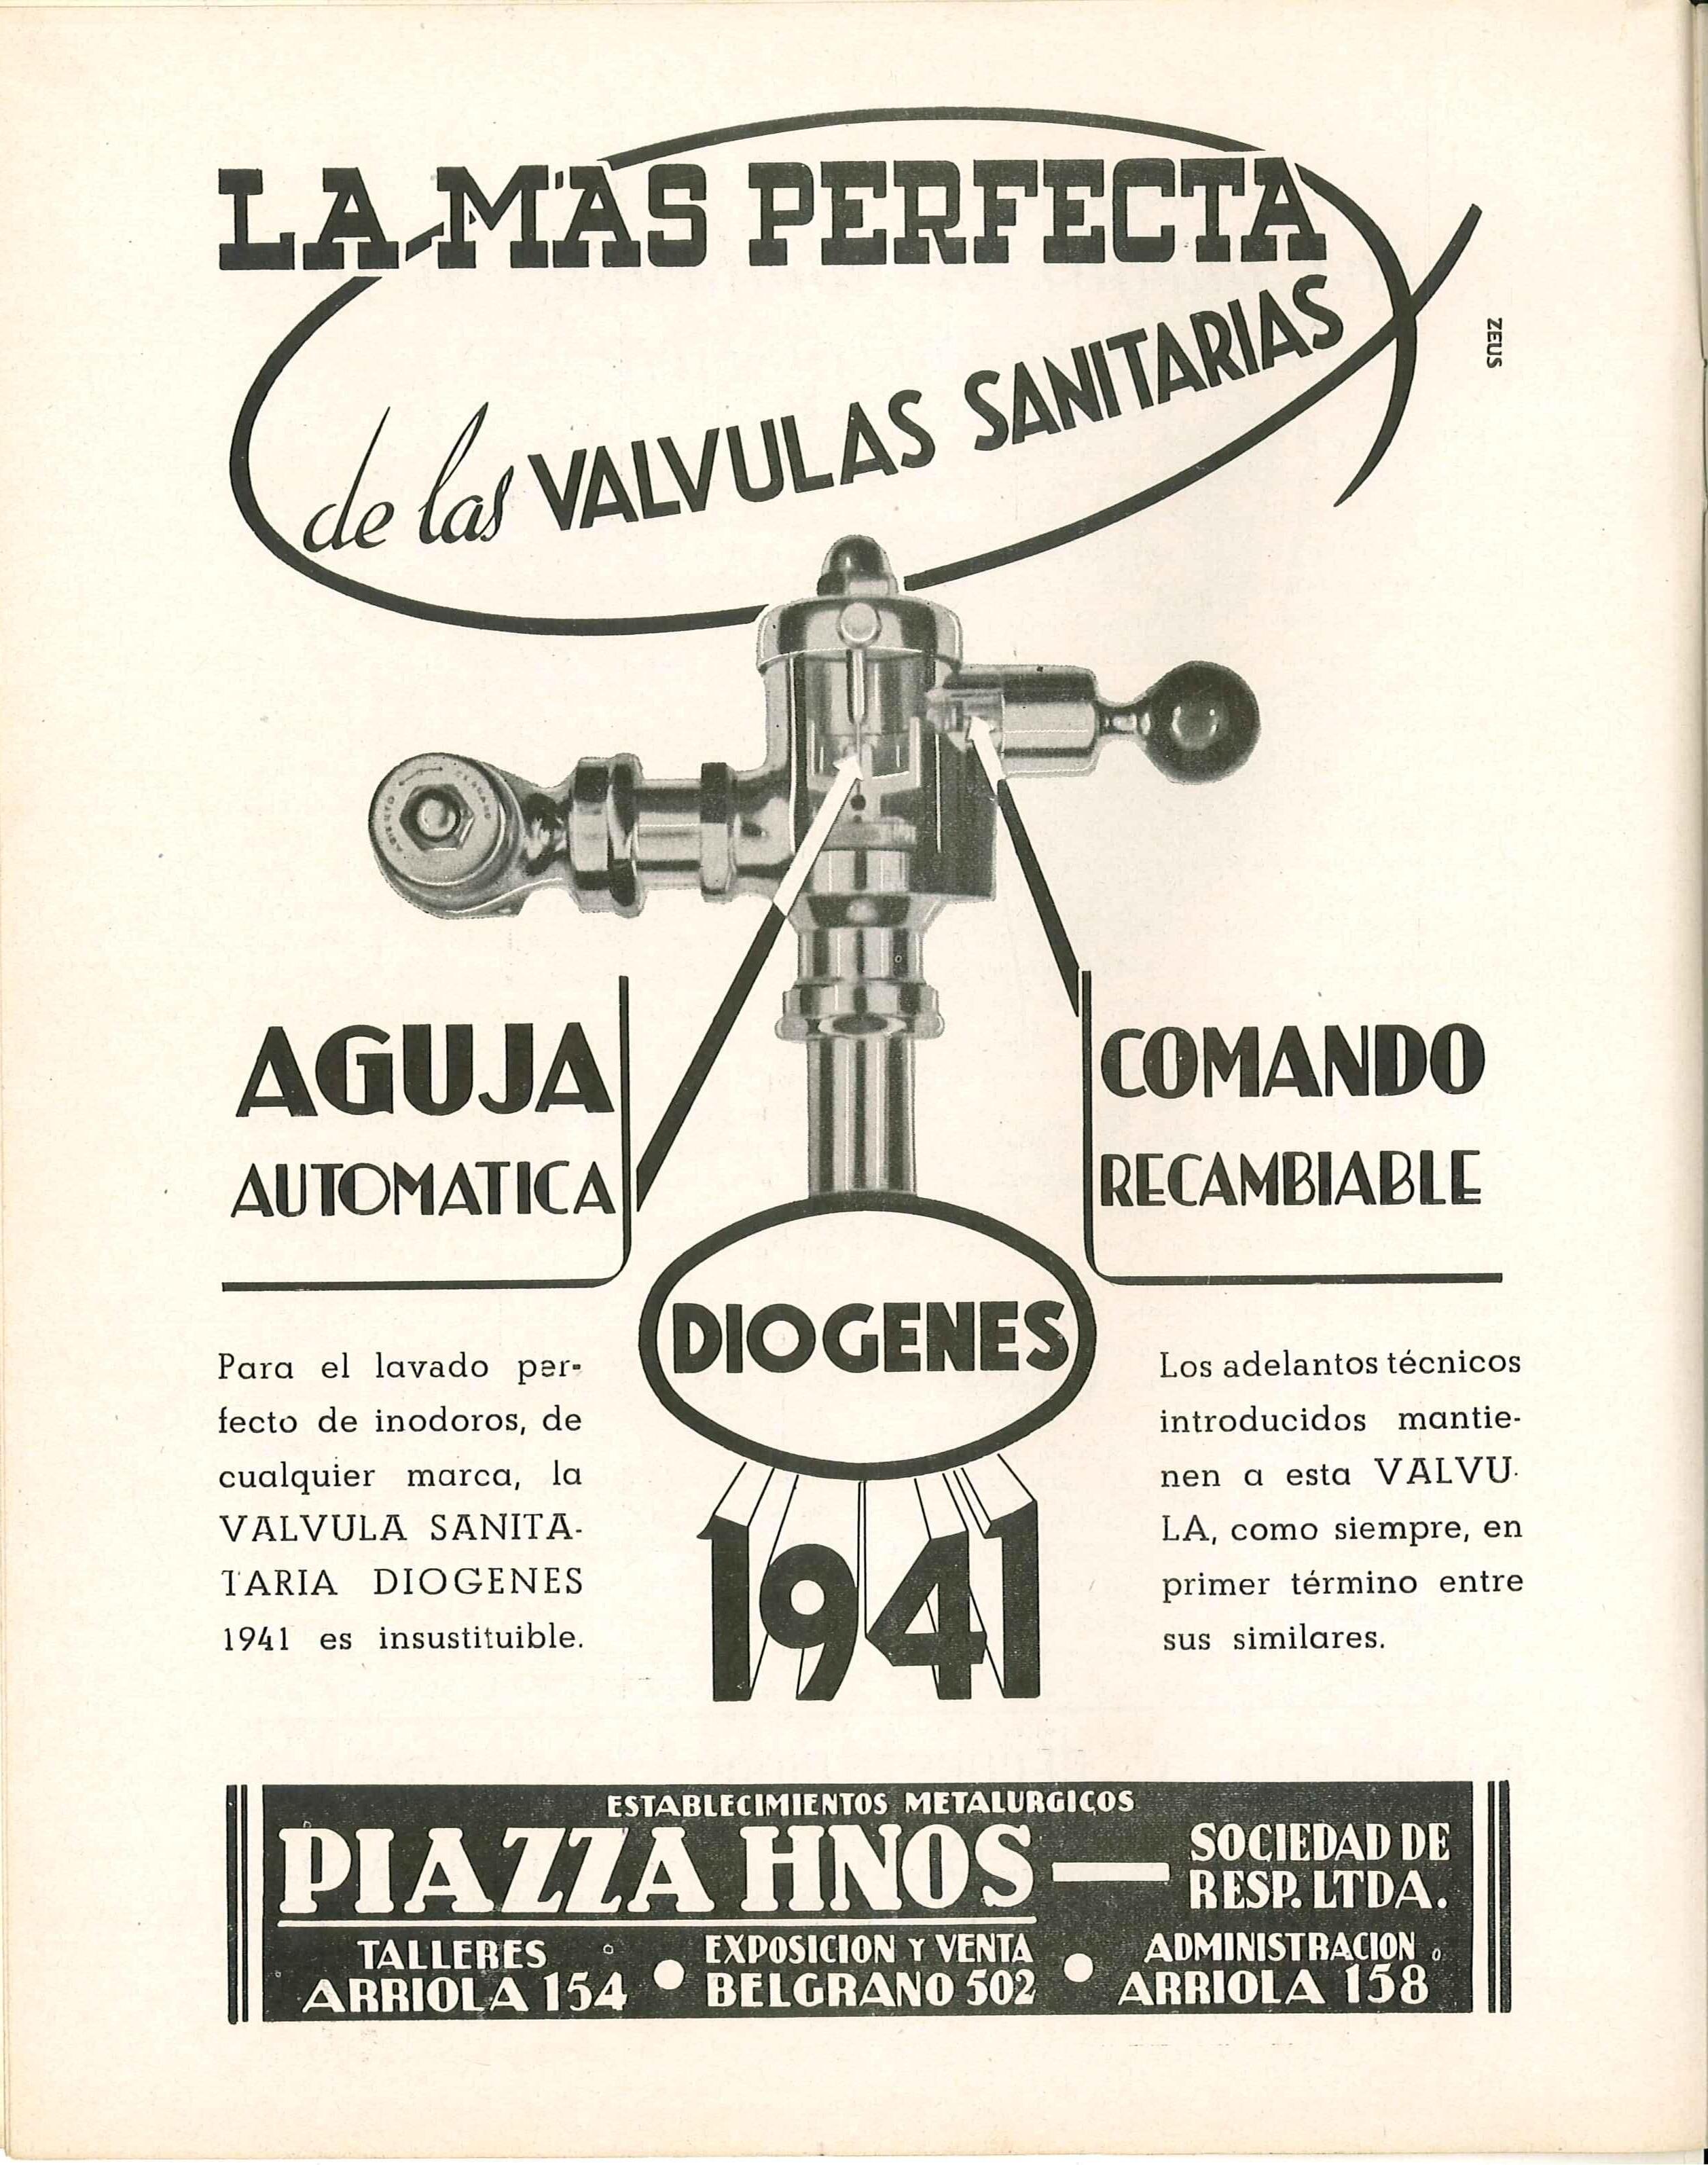 LA MÁS PERFECTA
de las VALVULAS SANITARIAS
ZEUS
ABIERTO CERRADO
AGUJA
AUTOMATICA
COMANDO
RECAMBIABLE
DIOGENES
1941
Para el lavado per-
fecto de inodoros, de
cualquier marca, la
VALVULA SANITA-
TARIA DIOGENES
1941 es insustituible.
Los adelantos técnicos
introducidos mantie-
nen a esta VALVU-
LA, como siempre, en
primer término entre
sus similares.
ESTABLECIMIENTOS METALURGICOS
PIAZZA HNOS — SOCIEDAD DE
RESP. LTDA.
TALLERES
ARRIOLA 154
EXPOSICION Y VENTA
BELGRANO 502
ADMINISTRACION
ARRIOLA 158